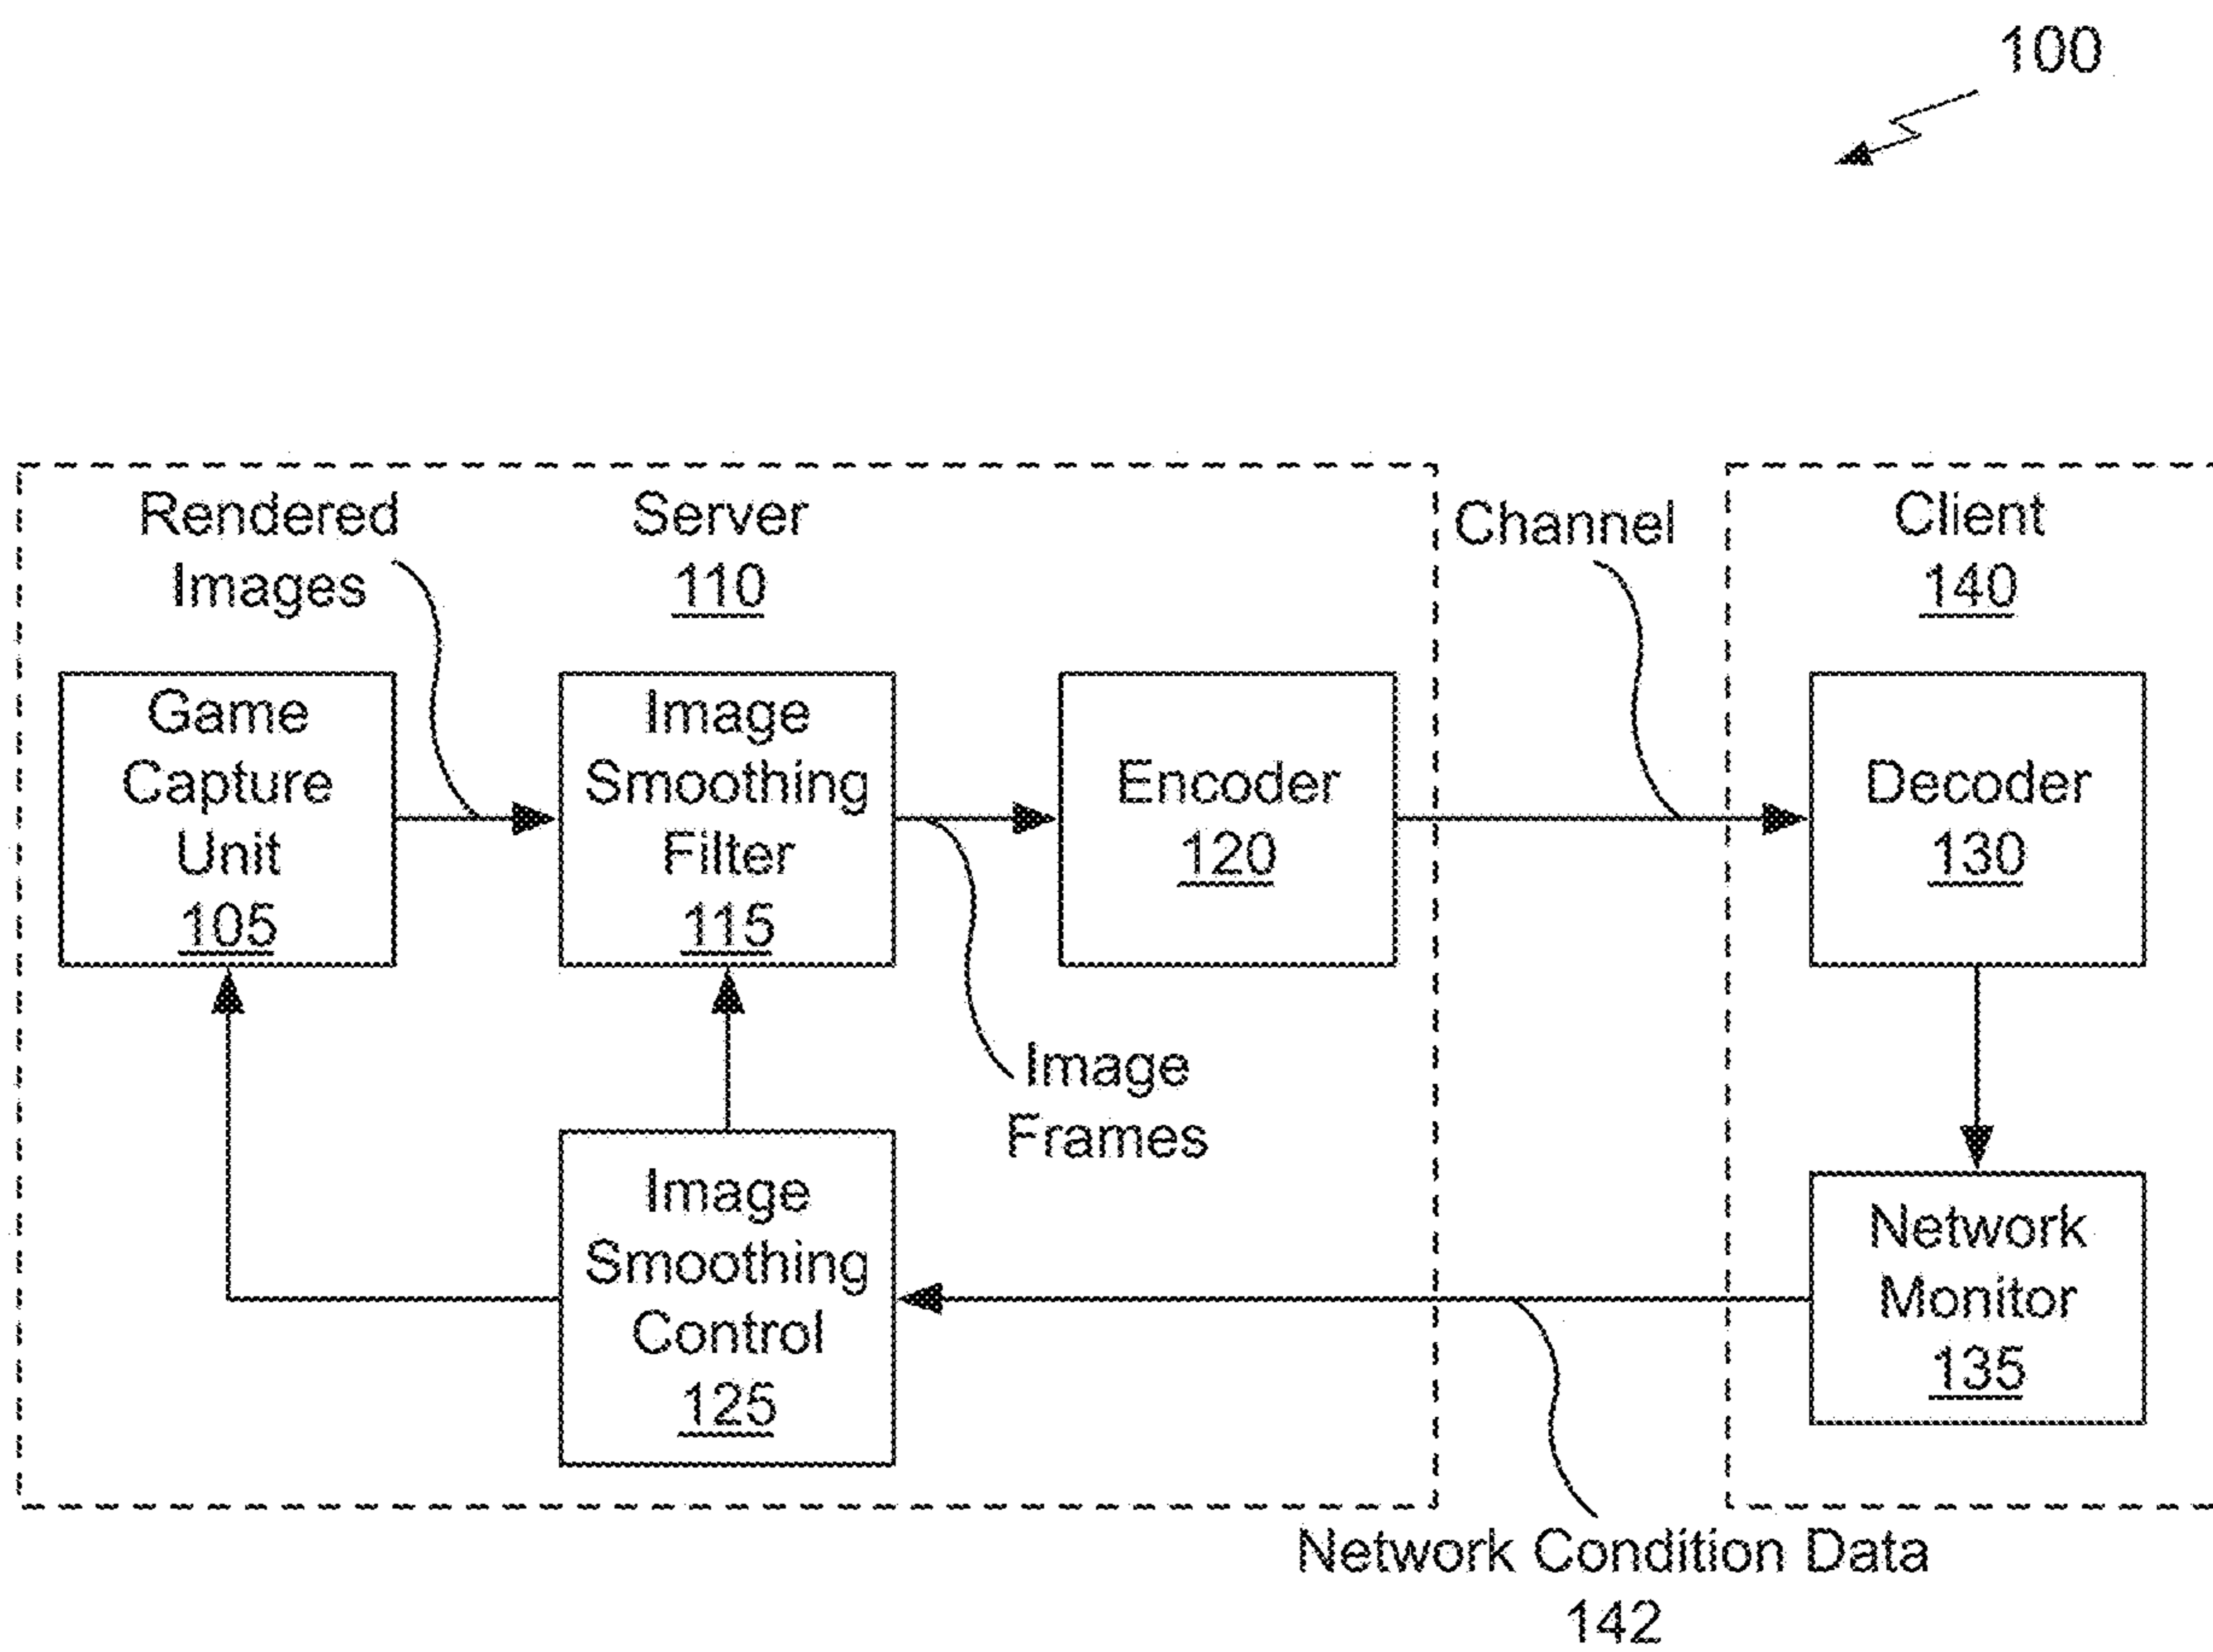 100
Rendered
Images
Server
110
Channel
Client
140
Game
Capture
Unit
105
Image
Smoothing
Filter
115
Encoder
120
Decoder
130
Image
Frames
Image
Smoothing
Control
125
Network
Monitor
135
Network Condition Data
142